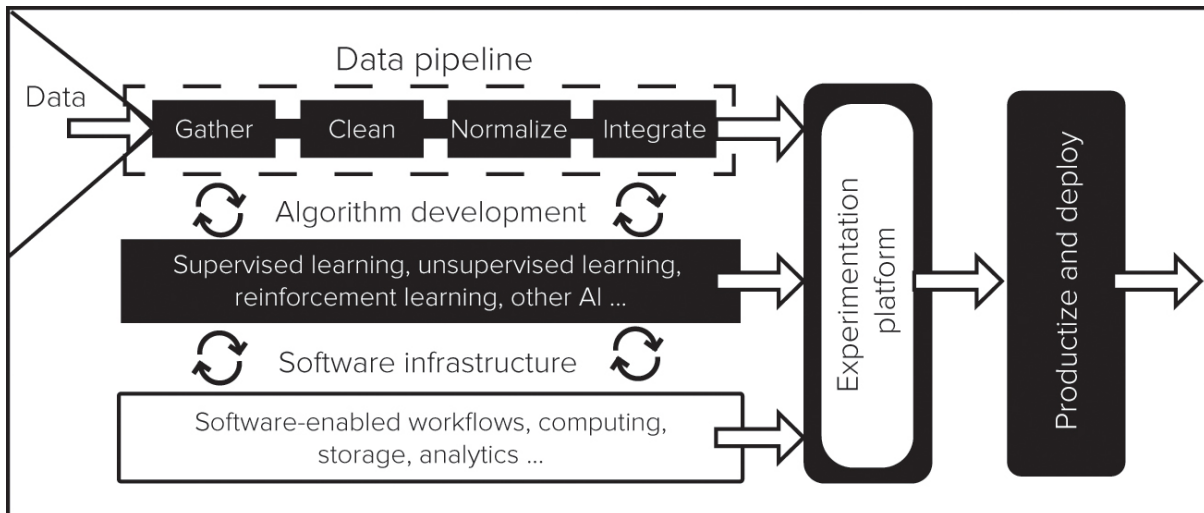 Data pipeline
Data
Gather
Clean
Normalize
Integrate
Algorithm development
Supervised learning, unsupervised learning,
reinforcement learning, other AI ...
Software infrastructure
Software-enabled workflows, computing,
storage, analytics ...
Experimentation
platform
Productize and deploy